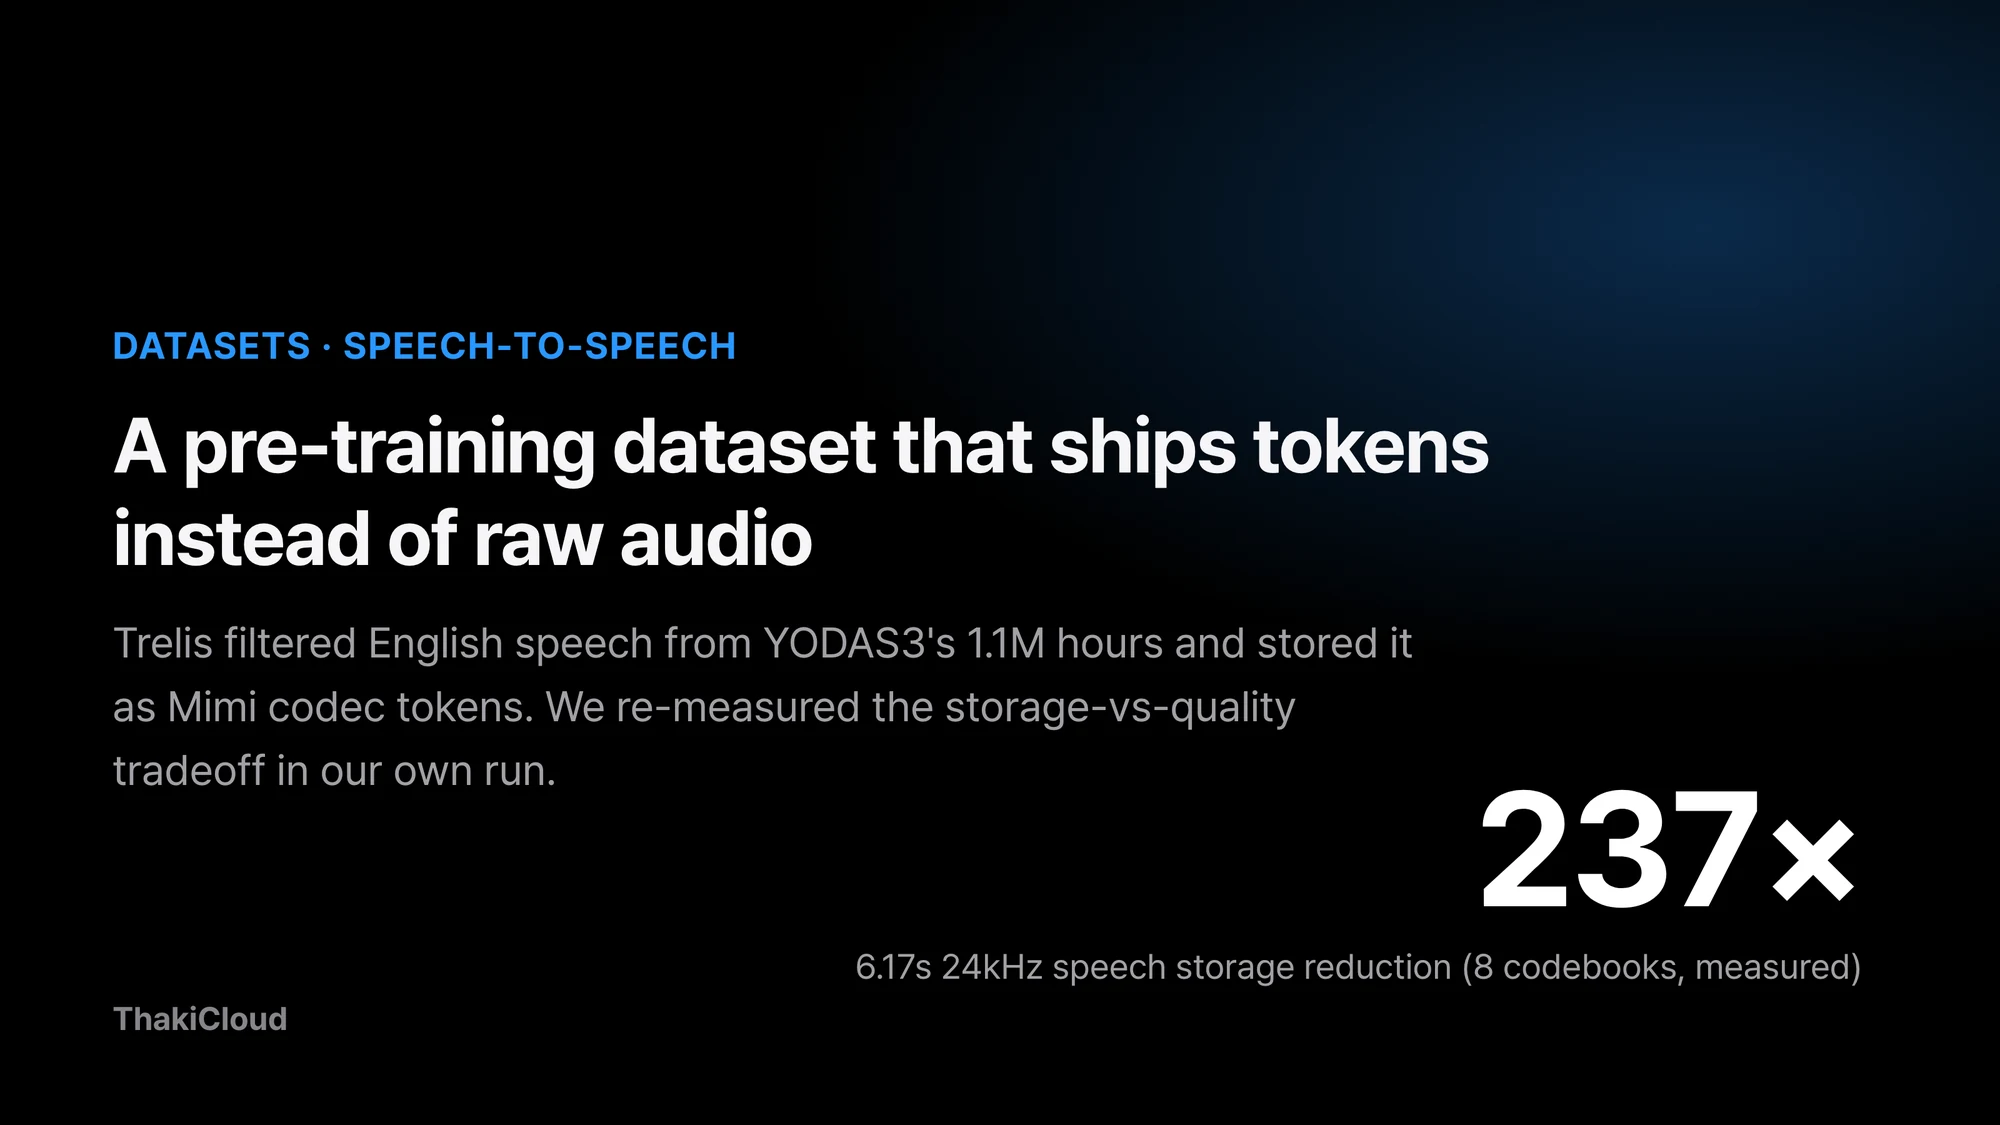 DATASETS · SPEECH-TO-SPEECH
A pre-training dataset that ships tokens
instead of raw audio
Trelis filtered English speech from YODAS3's 1.1M hours and stored it
as Mimi codec tokens. We re-measured the storage-vs-quality
tradeoff in our own run.
237×
6.17s 24kHz speech storage reduction (8 codebooks, measured)
ThakiCloud